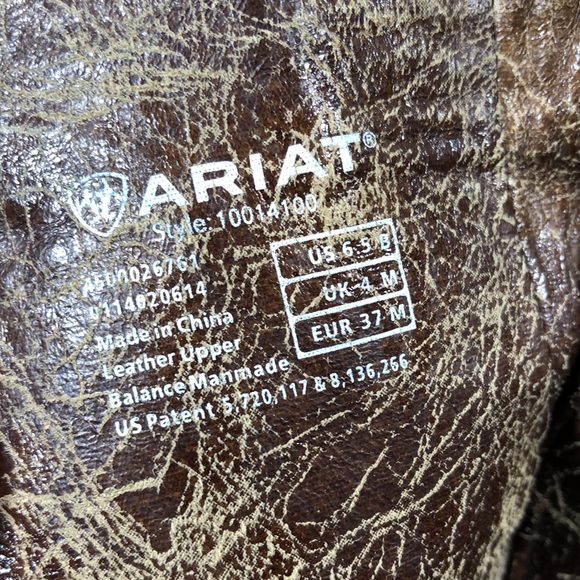 ARIAT®
Style: 10014100
4500026761
0114020614
Made in China
Leather Upper
Balance Manmade
US Patent 5,720,117 & 8,136,266
US 6.5 B
UK 4 M
EUR 37 M